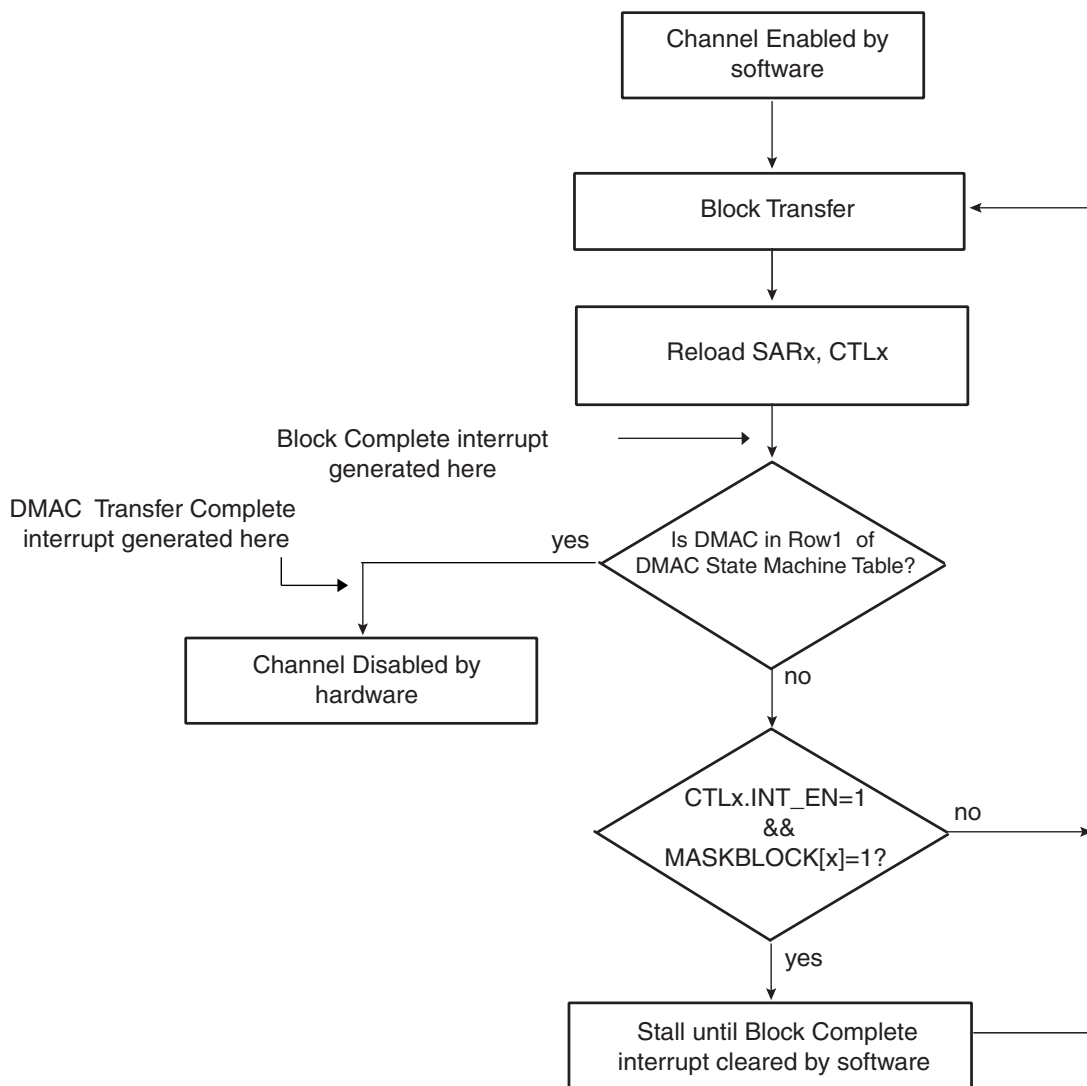 Channel Enabled by
software
Block Transfer
Reload SARx, CTLx
Block Complete interrupt
generated here
DMAC Transfer Complete
interrupt generated here
yes
Is DMAC in Row1 of
DMAC State Machine Table?
Channel Disabled by
hardware
no
CTLx.INT_EN=1
&&
MASKBLOCK[x]=1?
no
yes
Stall until Block Complete
interrupt cleared by software